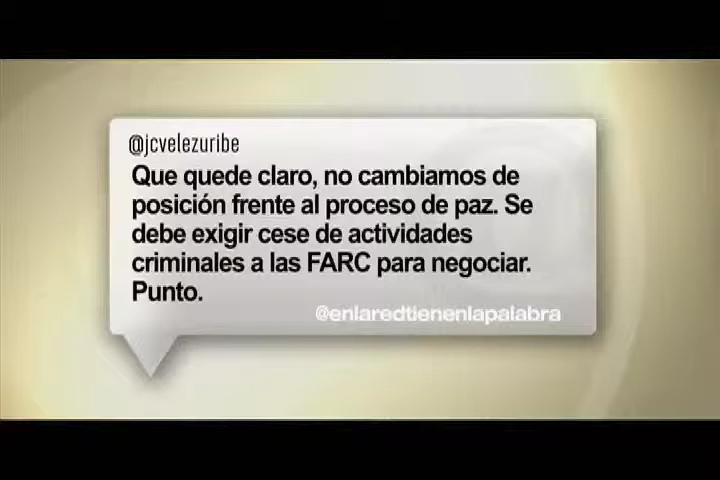 @jcvelezuribe
Que quede claro, no cambiamos de
posición frente al proceso de paz. Se
debe exigir cese de actividades
criminales a las FARC para negociar.
Punto.
@enlaredtienenlapalabra